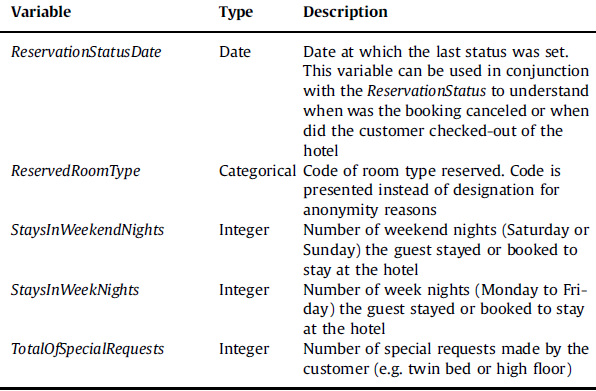 Variable Type Description
ReservationStatusDate Date Date at which the last status was set.
This variable can be used in conjunction
with the ReservationStatus to understand
when was the booking canceled or when
did the customer checked-out of the
hotel
ReservedRoomType Categorical Code of room type reserved. Code is
presented instead of designation for
anonymity reasons
StaysInWeekendNights Integer Number of weekend nights (Saturday or
Sunday) the guest stayed or booked to
stay at the hotel
StaysInWeekNights Integer Number of week nights (Monday to Fri-
day) the guest stayed or booked to stay
at the hotel
TotalOfSpecialRequests Integer Number of special requests made by the
customer (e.g. twin bed or high floor)